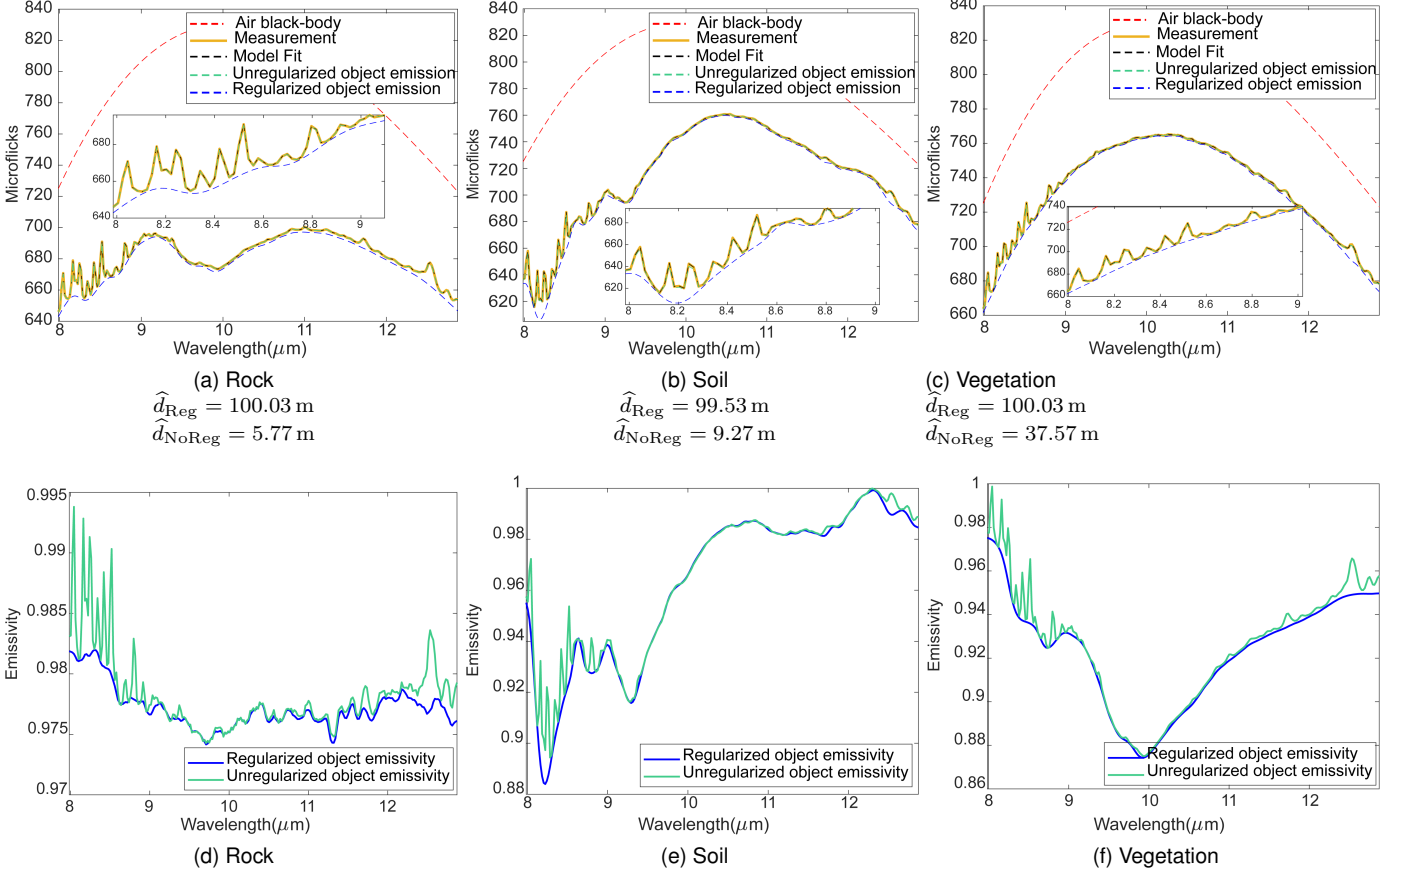 840
820
800
780
760
740
720
700
680
660
640
Microflicks
Air black-body
Measurement
Model Fit
Unregularized object emission
Regularized object emission
680
660
640
8
8.2
8.4
8.6
8.8
9
8
9
10
11
12
Wavelength(μm)
(a) Rock
d̂Reg = 100.03 m
d̂NoReg = 5.77 m
840
820
800
780
760
740
720
700
680
660
640
620
Microflicks
Air black-body
Measurement
Model Fit
Unregularized object emission
Regularized object emission
680
660
640
620
8
8.2
8.4
8.6
8.8
9
8
9
10
11
12
Wavelength(μm)
(b) Soil
d̂Reg = 99.53 m
d̂NoReg = 9.27 m
840
820
800
780
760
740
720
700
680
660
Microflicks
Air black-body
Measurement
Model Fit
Unregularized object emission
Regularized object emission
740
720
700
680
660
8
8.2
8.4
8.6
8.8
9
8
9
10
11
12
Wavelength(μm)
(c) Vegetation
d̂Reg = 100.03 m
d̂NoReg = 37.57 m
0.995
0.99
0.985
0.98
0.975
0.97
Emissivity
Regularized object emissivity
Unregularized object emissivity
8
9
10
11
12
Wavelength(μm)
(d) Rock
1
0.98
0.96
0.94
0.92
0.9
0.88
Emissivity
Regularized object emissivity
Unregularized object emissivity
8
9
10
11
12
Wavelength(μm)
(e) Soil
1
0.98
0.96
0.94
0.92
0.9
0.88
0.86
Emissivity
Regularized object emissivity
Unregularized object emissivity
8
9
10
11
12
Wavelength(μm)
(f) Vegetation